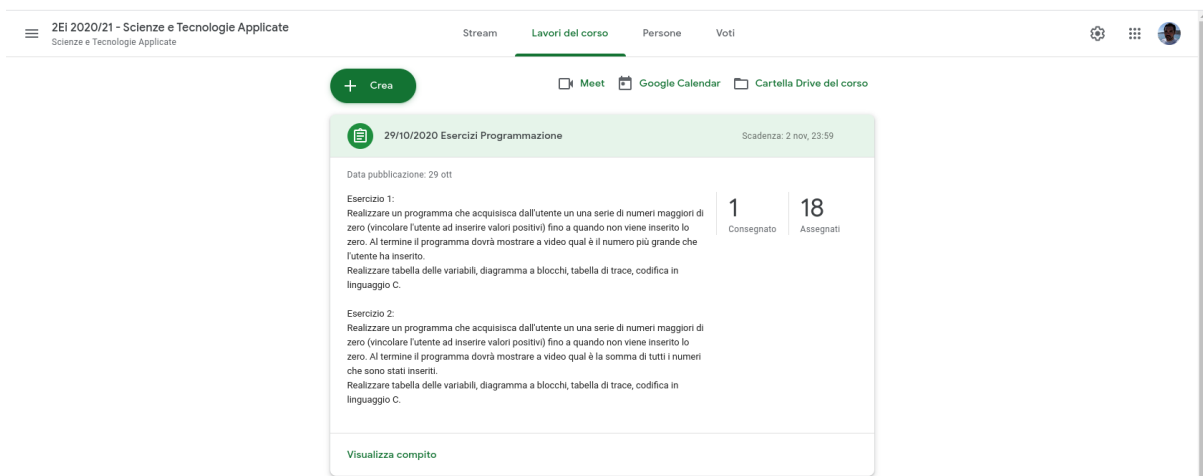 2Ei 2020/21 - Scienze e Tecnologie Applicate
Scienze e Tecnologie Applicate
Stream
Lavori del corso
Persone
Voti
Crea
Meet
Google Calendar
Cartella Drive del corso
29/10/2020 Esercizi Programmazione
Scadenza: 2 nov, 23:59
Data pubblicazione: 29 ott
Esercizio 1:
Realizzare un programma che acquisisca dall'utente un una serie di numeri maggiori di
zero (vincolare l'utente ad inserire valori positivi) fino a quando non viene inserito lo
zero. Al termine il programma dovrà mostrare a video qual è il numero più grande che
l'utente ha inserito.
Realizzare tabella delle variabili, diagramma a blocchi, tabella di trace, codifica in
linguaggio C.
Esercizio 2:
Realizzare un programma che acquisisca dall'utente un una serie di numeri maggiori di
zero (vincolare l'utente ad inserire valori positivi) fino a quando non viene inserito lo
zero. Al termine il programma dovrà mostrare a video qual è la somma di tutti i numeri
che sono stati inseriti.
Realizzare tabella delle variabili, diagramma a blocchi, tabella di trace, codifica in
linguaggio C.
1
Consegnato
18
Assegnati
Visualizza compito